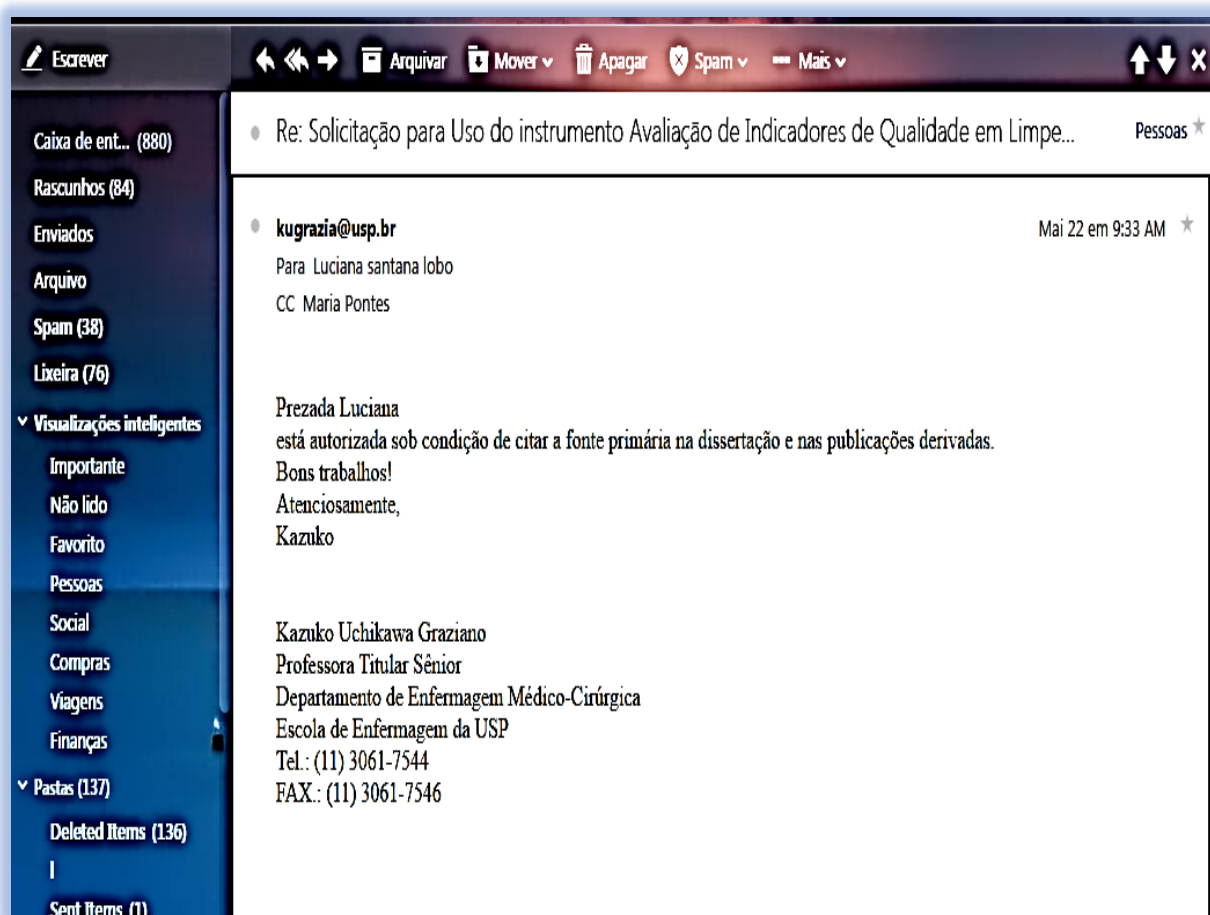 Escrever
Arquivar Mover Apagar Spam Mais
Caixa de ent... (880)
Rascunhos (84)
Enviados
Arquivo
Spam (38)
Lixeira (76)
Visualizações inteligentes
Importante
Não lido
Favorito
Pessoas
Social
Compras
Viagens
Finanças
Pastas (137)
Deleted Items (136)
I
Sent Items (1)
Re: Solicitação para Uso do instrumento Avaliação de Indicadores de Qualidade em Limpe... Pessoas
kugrazia@usp.br Mai 22 em 9:33 AM
Para Luciana santana lobo
CC Maria Pontes
Prezada Luciana
está autorizada sob condição de citar a fonte primária na dissertação e nas publicações derivadas.
Bons trabalhos!
Atenciosamente,
Kazuko
Kazuko Uchikawa Graziano
Professora Titular Sênior
Departamento de Enfermagem Médico-Cirúrgica
Escola de Enfermagem da USP
Tel.: (11) 3061-7544
FAX.: (11) 3061-7546